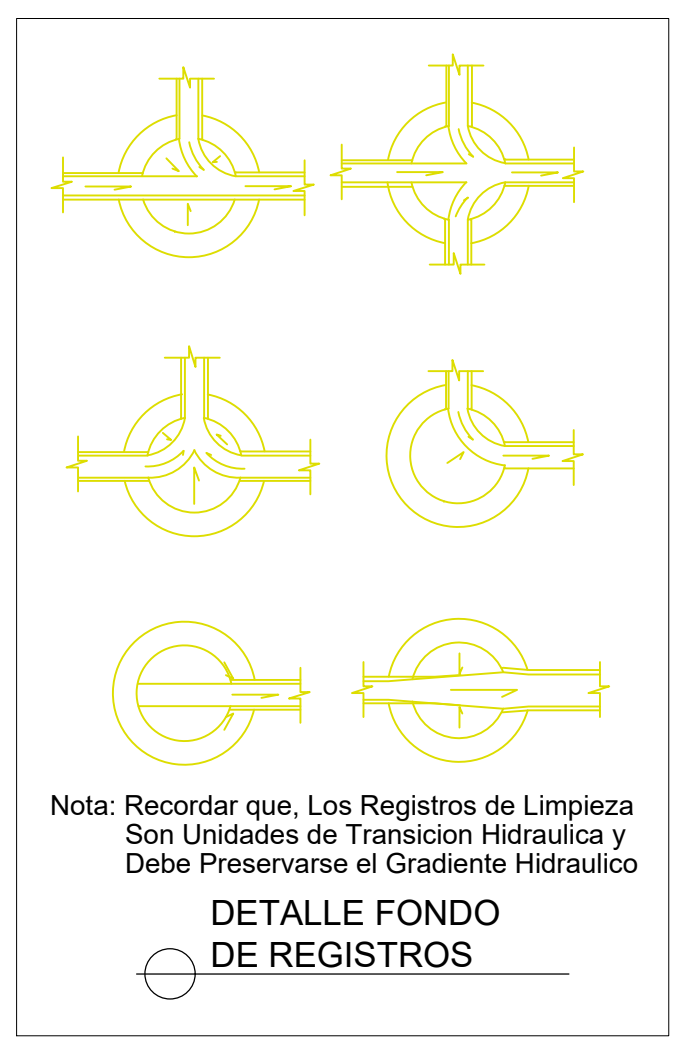 Nota: Recordar que, Los Registros de Limpieza
Son Unidades de Transicion Hidraulica y
Debe Preservarse el Gradiente Hidraulico
DETALLE FONDO
DE REGISTROS